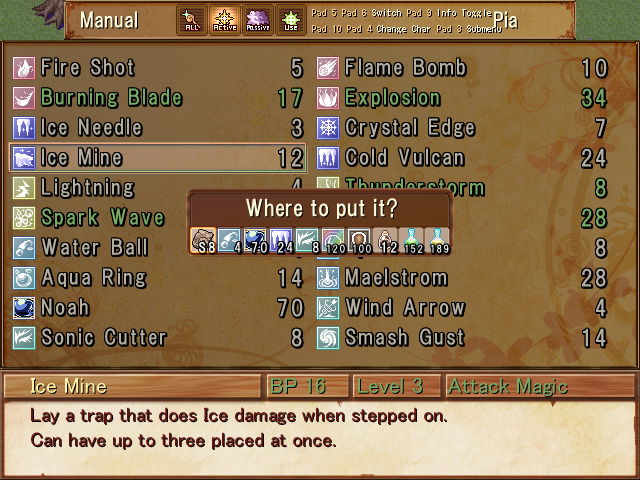 Manual
ALL
Active
Passive
Use
Pad 5 Pad 6 Switch Pad 9 Info Toggle
Pad 10 Pad 4 Change Char Pad 3 Submenu
Pia
Fire Shot 5 Flame Bomb 10
Burning Blade 17 Explosion 34
Ice Needle 3 Crystal Edge 7
Ice Mine 12 Cold Vulcan 24
Lightning 4 Thunderstorm 8
Spark Wave 28
Where to put it?
4 70 24 8 120 100 12 152 189
Water Ball 8
Aqua Ring 14 Maelstrom 28
Noah 70 Wind Arrow 4
Sonic Cutter 8 Smash Gust 14
Ice Mine BP 16 Level 3 Attack Magic
Lay a trap that does Ice damage when stepped on.
Can have up to three placed at once.